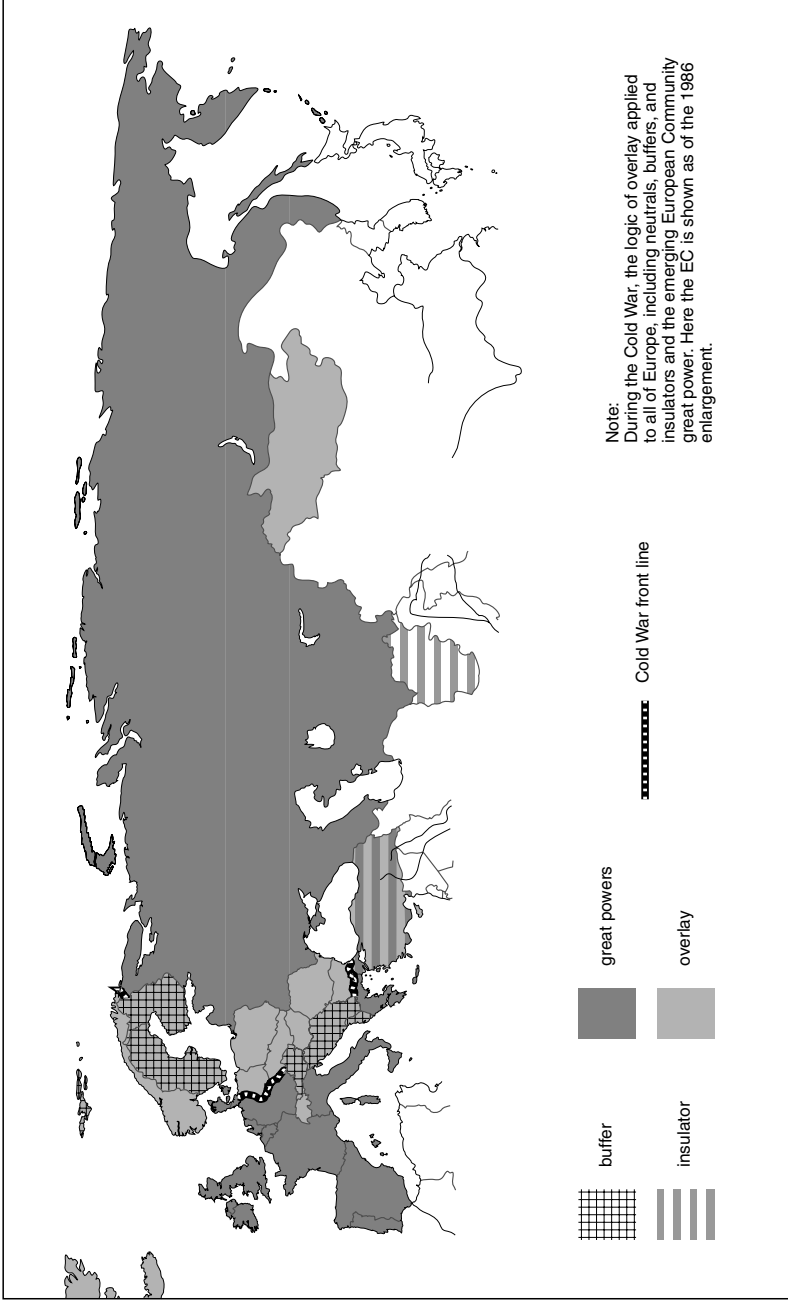 buffer
insulator
great powers
overlay
Cold War front line
Note:
During the Cold War, the logic of overlay applied
to all of Europe, including neutrals, buffers, and
insulators and the emerging European Community
great power. Here the EC is shown as of the 1986
enlargement.